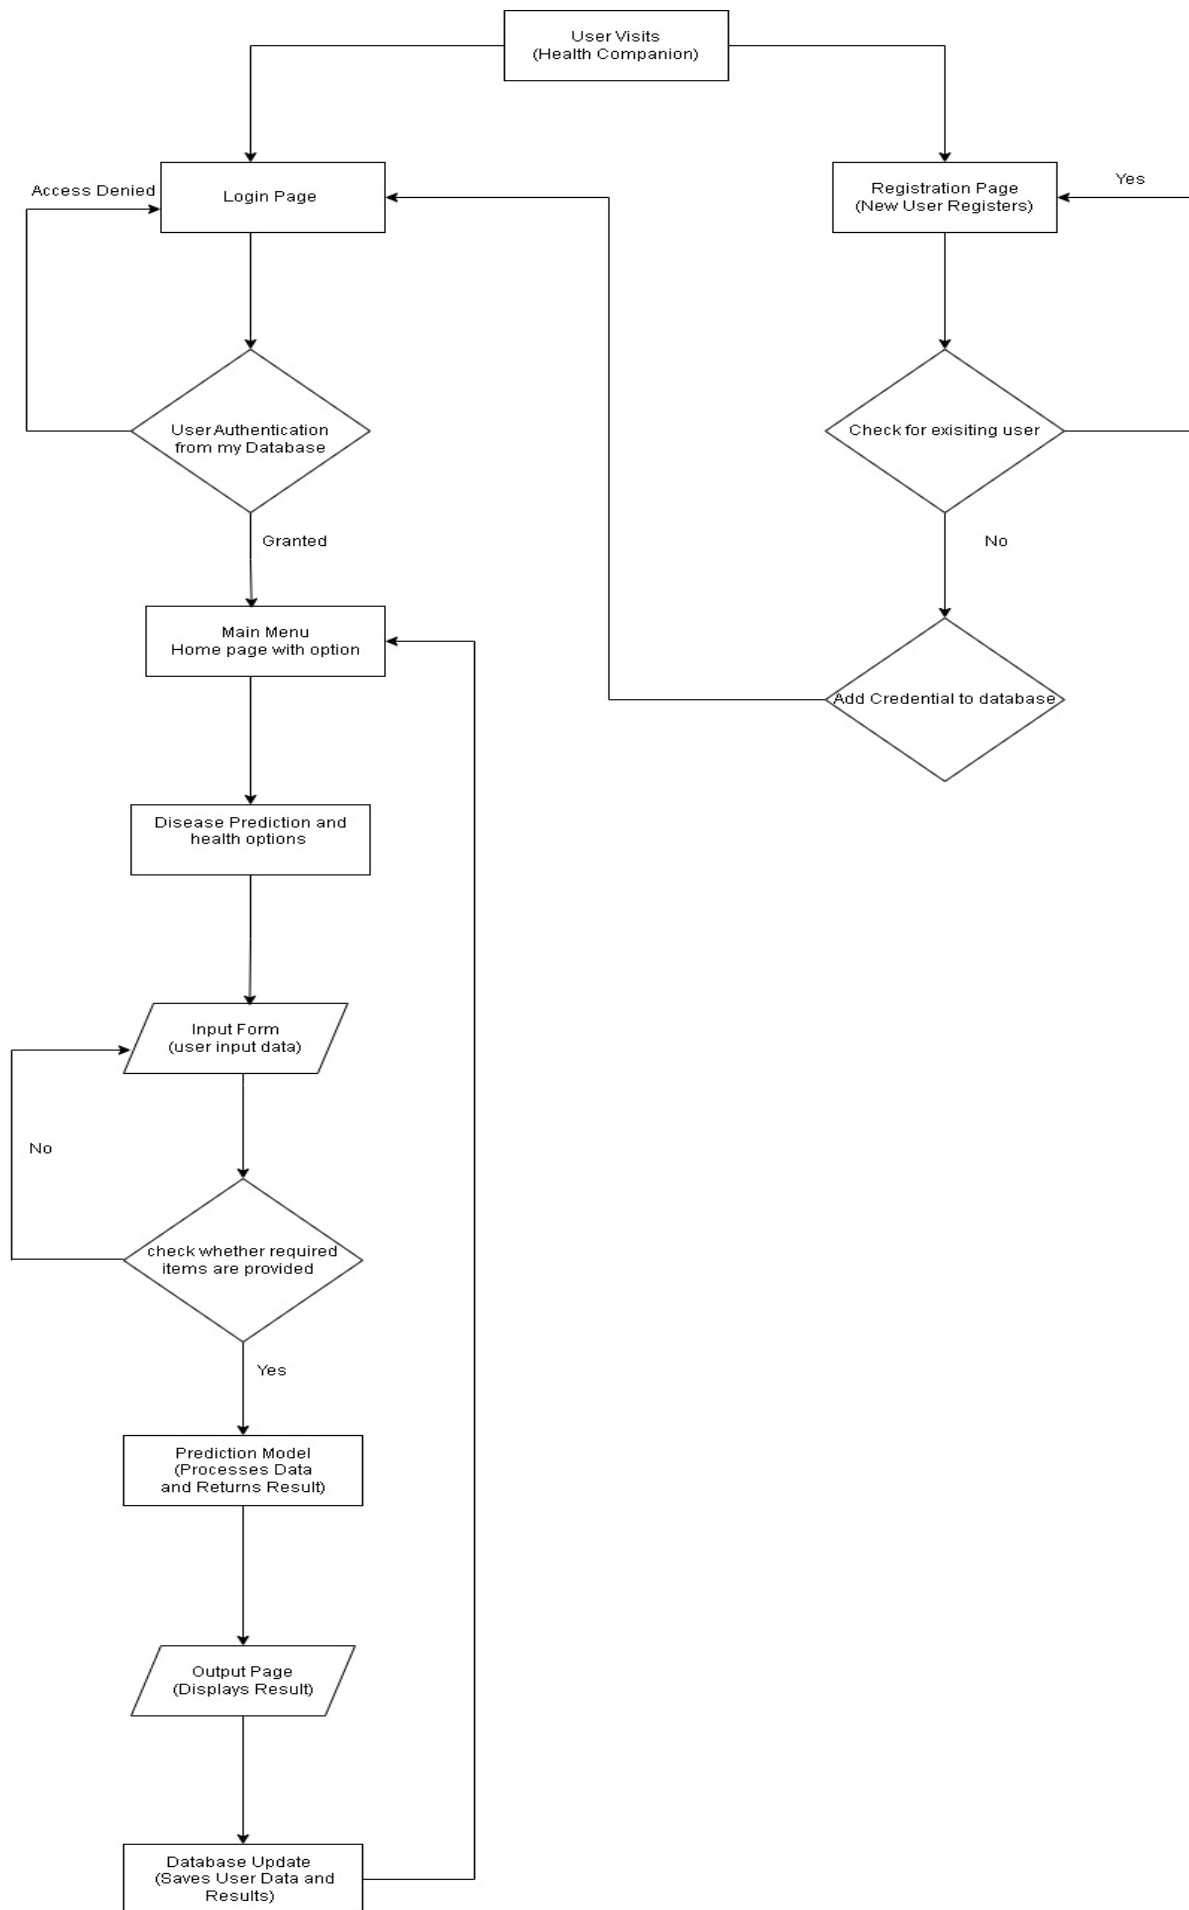 User Visits
(Health Companion)
Access Denied
Login Page
Registration Page
(New User Registers)
Yes
User Authentication
from my Database
Check for exisiting user
Granted
No
Main Menu
Home page with option
Add Credential to database
Disease Prediction and
health options
Input Form
(user input data)
No
check whether required
items are provided
Yes
Prediction Model
(Processes Data
and Returns Result)
Output Page
(Displays Result)
Database Update
(Saves User Data and
Results)